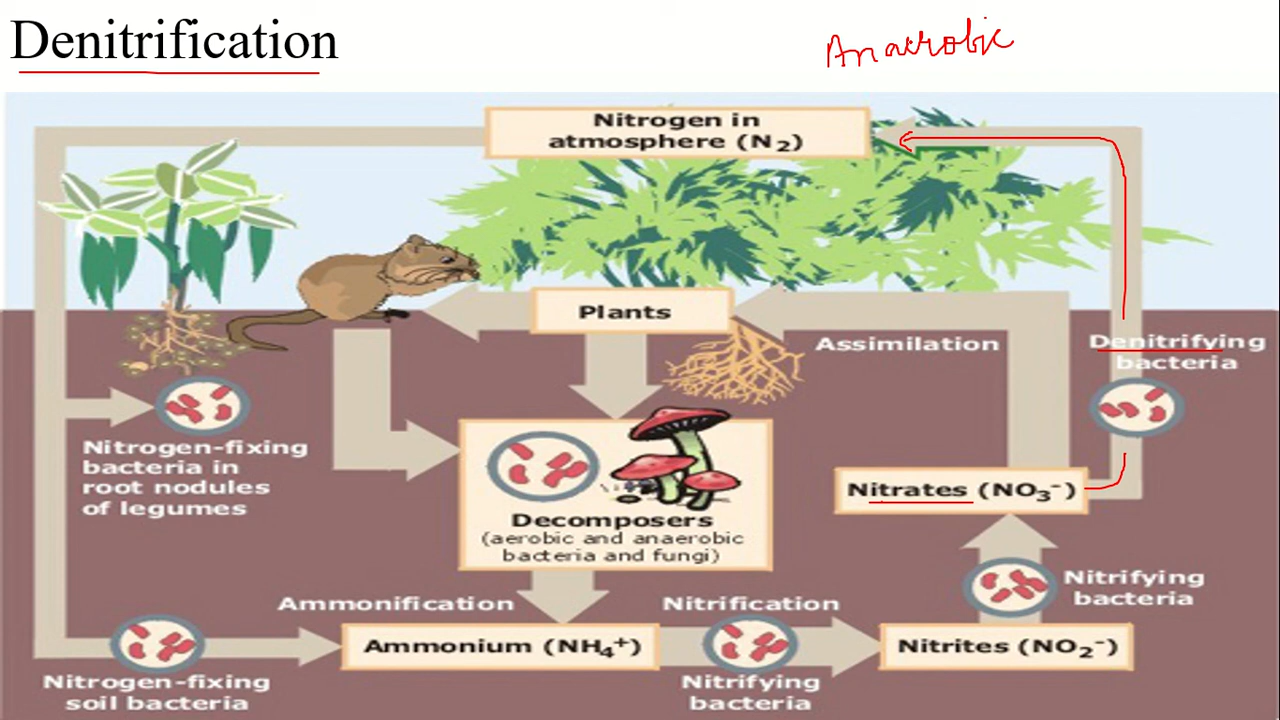 Denitrification
Anaerobic
Nitrogen in
atmosphere (N₂)
Plants
Assimilation
Denitrifying
bacteria
Nitrogen-fixing
bacteria in
root nodules
of legumes
Decomposers
(aerobic and anaerobic
bacteria and fungi)
Nitrates (NO₃⁻)
Nitrifying
bacteria
Ammonification
Nitrification
Ammonium (NH₄⁺)
Nitrites (NO₂⁻)
Nitrogen-fixing
soil bacteria
Nitrifying
bacteria